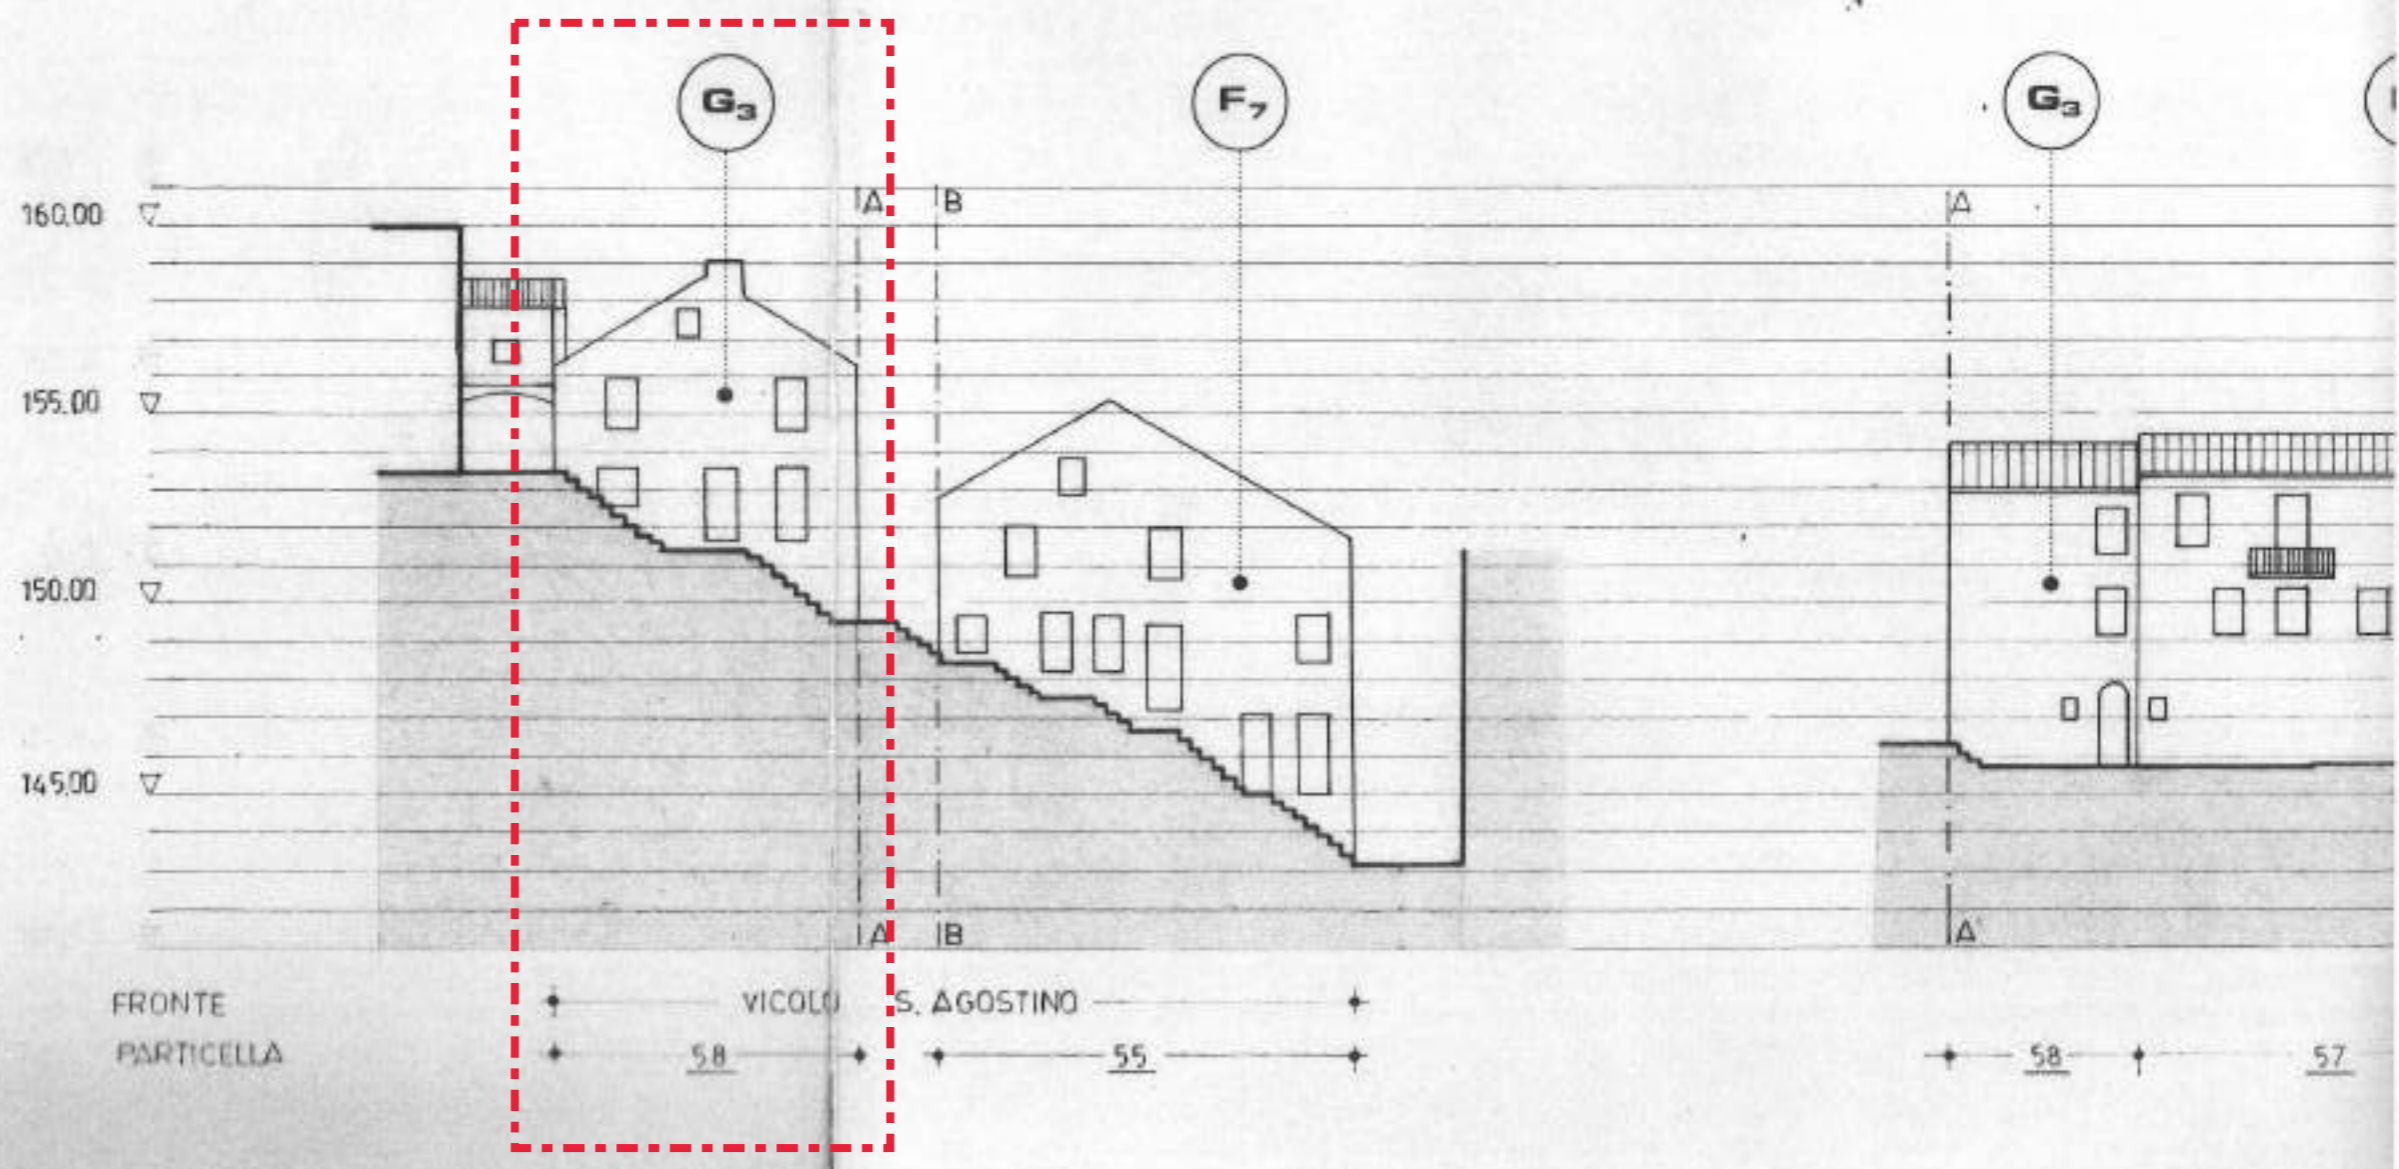 G₃ F₇ G₃
A B A
160.00
155.00
150.00
145.00
A B A'
FRONTE VICOLO S. AGOSTINO
PARTICELLA 58 55 58 57